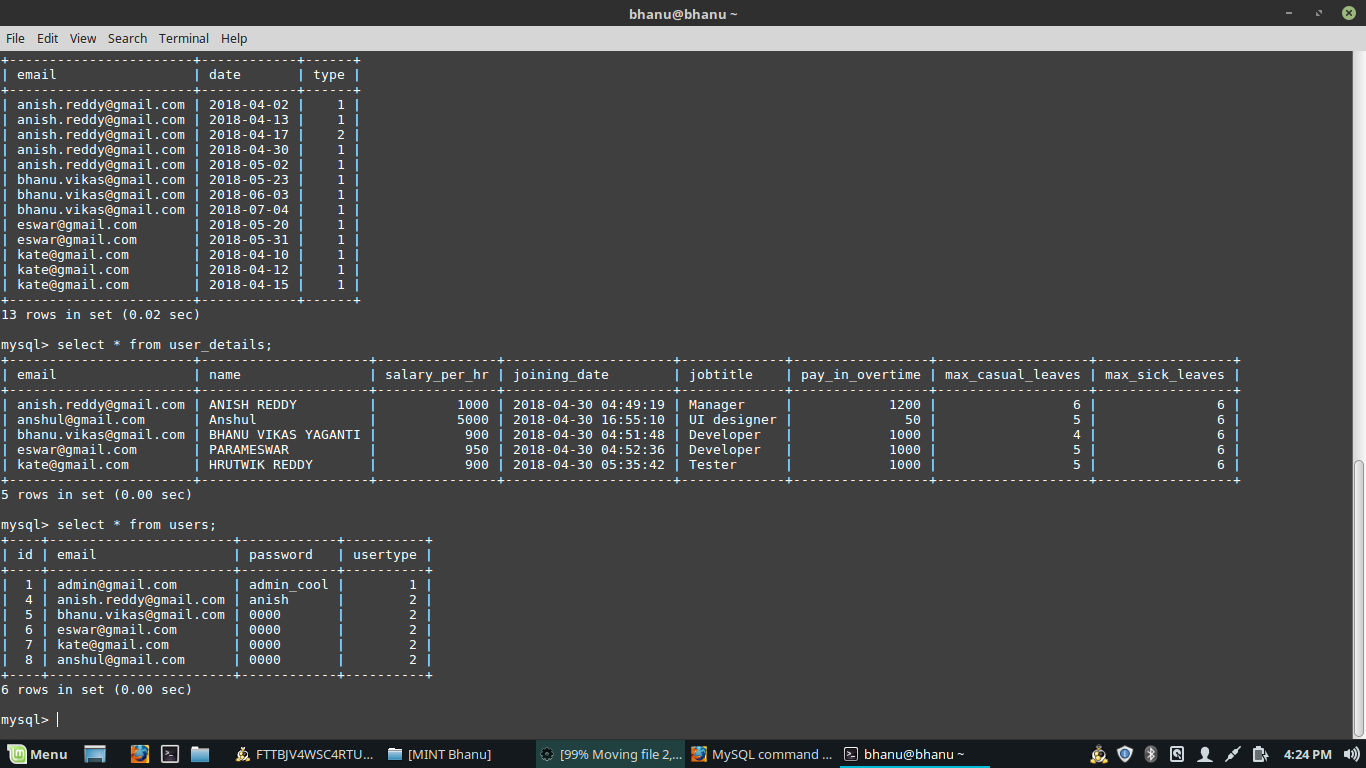 bhanu@bhanu ~
File Edit View Search Terminal Help
+-----------------------+------------+------+
| email                 | date       | type |
+-----------------------+------------+------+
| anish.reddy@gmail.com | 2018-04-02 |    1 |
| anish.reddy@gmail.com | 2018-04-13 |    1 |
| anish.reddy@gmail.com | 2018-04-17 |    2 |
| anish.reddy@gmail.com | 2018-04-30 |    1 |
| anish.reddy@gmail.com | 2018-05-02 |    1 |
| bhanu.vikas@gmail.com | 2018-05-23 |    1 |
| bhanu.vikas@gmail.com | 2018-06-03 |    1 |
| bhanu.vikas@gmail.com | 2018-07-04 |    1 |
| eswar@gmail.com       | 2018-05-20 |    1 |
| eswar@gmail.com       | 2018-05-31 |    1 |
| kate@gmail.com        | 2018-04-10 |    1 |
| kate@gmail.com        | 2018-04-12 |    1 |
| kate@gmail.com        | 2018-04-15 |    1 |
+-----------------------+------------+------+
13 rows in set (0.02 sec)
mysql> select * from user_details;
+-----------------------+---------------------+---------------+---------------------+-------------+-----------------+-------------------+-----------------+
| email                 | name                | salary_per_hr | joining_date        | jobtitle    | pay_in_overtime | max_casual_leaves | max_sick_leaves |
+-----------------------+---------------------+---------------+---------------------+-------------+-----------------+-------------------+-----------------+
| anish.reddy@gmail.com | ANISH REDDY         |          1000 | 2018-04-30 04:49:19 | Manager     |            1200 |                 6 |               6 |
| anshul@gmail.com      | Anshul              |          5000 | 2018-04-30 16:55:10 | UI designer |              50 |                 5 |               6 |
| bhanu.vikas@gmail.com | BHANU VIKAS YAGANTI |           900 | 2018-04-30 04:51:48 | Developer   |            1000 |                 4 |               6 |
| eswar@gmail.com       | PARAMESWAR          |           950 | 2018-04-30 04:52:36 | Developer   |            1000 |                 5 |               6 |
| kate@gmail.com        | HRUTWIK REDDY       |           900 | 2018-04-30 05:35:42 | Tester      |            1000 |                 5 |               6 |
+-----------------------+---------------------+---------------+---------------------+-------------+-----------------+-------------------+-----------------+
5 rows in set (0.00 sec)
mysql> select * from users;
+----+-----------------------+------------+----------+
| id | email                 | password   | usertype |
+----+-----------------------+------------+----------+
|  1 | admin@gmail.com       | admin_cool |        1 |
|  4 | anish.reddy@gmail.com | anish      |        2 |
|  5 | bhanu.vikas@gmail.com | 0000       |        2 |
|  6 | eswar@gmail.com       | 0000       |        2 |
|  7 | kate@gmail.com        | 0000       |        2 |
|  8 | anshul@gmail.com      | 0000       |        2 |
+----+-----------------------+------------+----------+
6 rows in set (0.00 sec)
mysql>
Menu FTTBJV4WSC4RTU... [MINT Bhanu] [99% Moving file 2,... MySQL command ... bhanu@bhanu ~ 4:24 PM